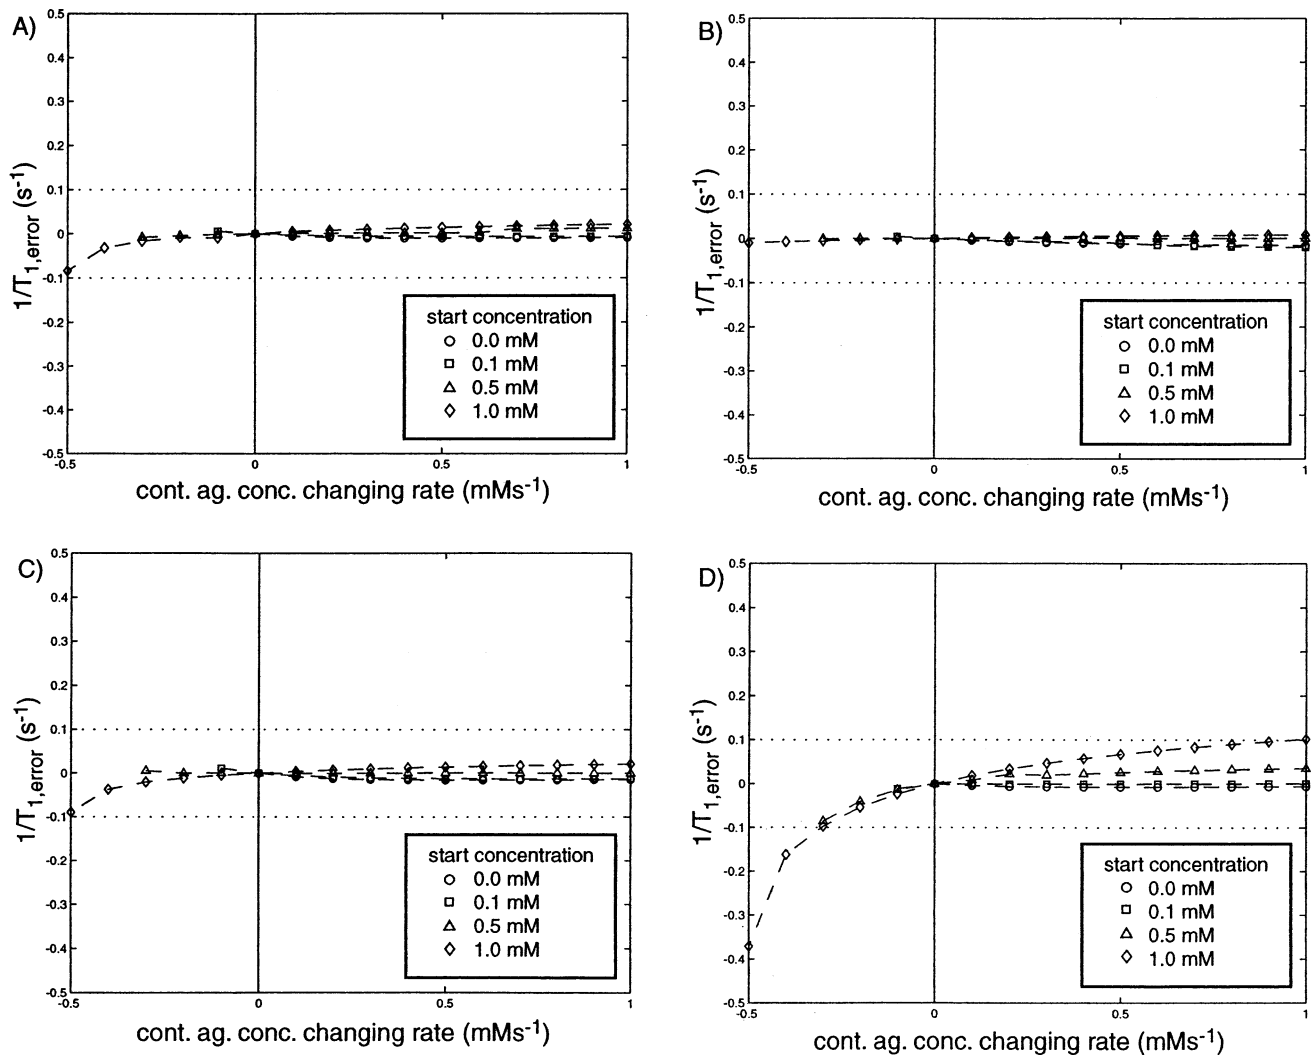 A)
0.5
0.4
0.3
0.2
0.1
0
-0.1
-0.2
-0.3
-0.4
-0.5
1/T1,error (s-1)
start concentration
0.0 mM
0.1 mM
0.5 mM
1.0 mM
-0.5 0 0.5 1
cont. ag. conc. changing rate (mMs-1)
B)
0.5
0.4
0.3
0.2
0.1
0
-0.1
-0.2
-0.3
-0.4
-0.5
1/T1,error (s-1)
start concentration
0.0 mM
0.1 mM
0.5 mM
1.0 mM
-0.5 0 0.5 1
cont. ag. conc. changing rate (mMs-1)
C)
0.5
0.4
0.3
0.2
0.1
0
-0.1
-0.2
-0.3
-0.4
-0.5
1/T1,error (s-1)
start concentration
0.0 mM
0.1 mM
0.5 mM
1.0 mM
-0.5 0 0.5 1
cont. ag. conc. changing rate (mMs-1)
D)
0.5
0.4
0.3
0.2
0.1
0
-0.1
-0.2
-0.3
-0.4
-0.5
1/T1,error (s-1)
start concentration
0.0 mM
0.1 mM
0.5 mM
1.0 mM
-0.5 0 0.5 1
cont. ag. conc. changing rate (mMs-1)